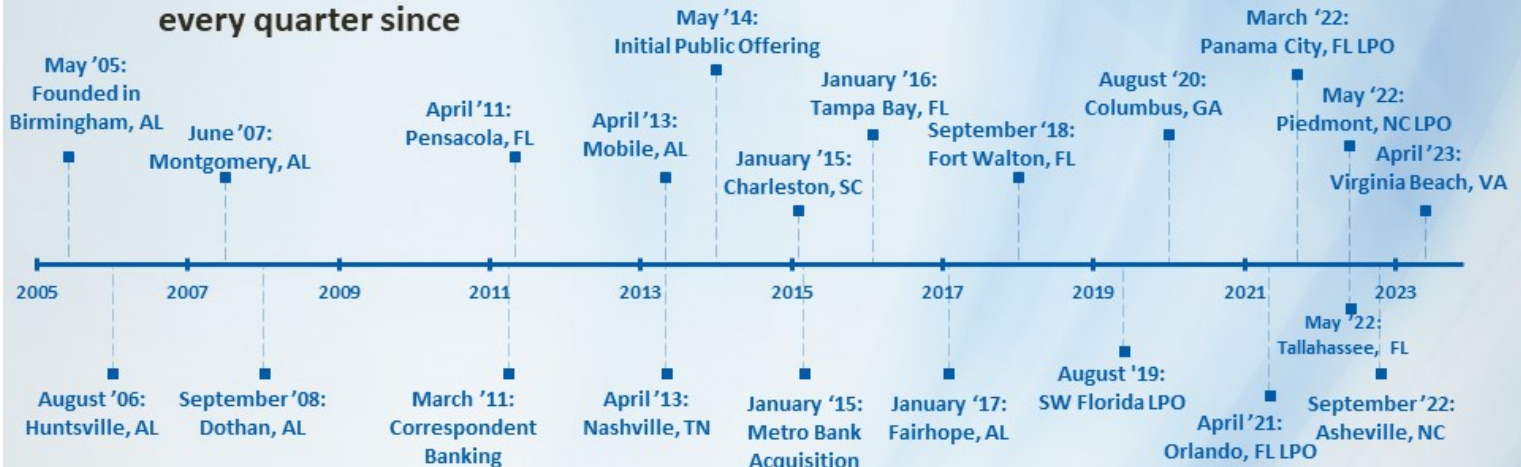 every quarter since
May ’05:
Founded in
Birmingham, AL
June ’07:
Montgomery, AL
April ’11:
Pensacola, FL
April ’13:
Mobile, AL
May ’14:
Initial Public Offering
January ’15:
Charleston, SC
January ’16:
Tampa Bay, FL
September ‘18:
Fort Walton, FL
August ‘20:
Columbus, GA
March ‘22:
Panama City, FL LPO
May ‘22:
Piedmont, NC LPO
April ’23:
Virginia Beach, VA
2005 2007 2009 2011 2013 2015 2017 2019 2021 2023
August ’06:
Huntsville, AL
September ’08:
Dothan, AL
March ’11:
Correspondent
Banking
April ’13:
Nashville, TN
January ‘15:
Metro Bank
Acquisition
January ‘17:
Fairhope, AL
August '19:
SW Florida LPO
April ’21:
Orlando, FL LPO
May ’22:
Tallahassee, FL
September ’22:
Asheville, NC